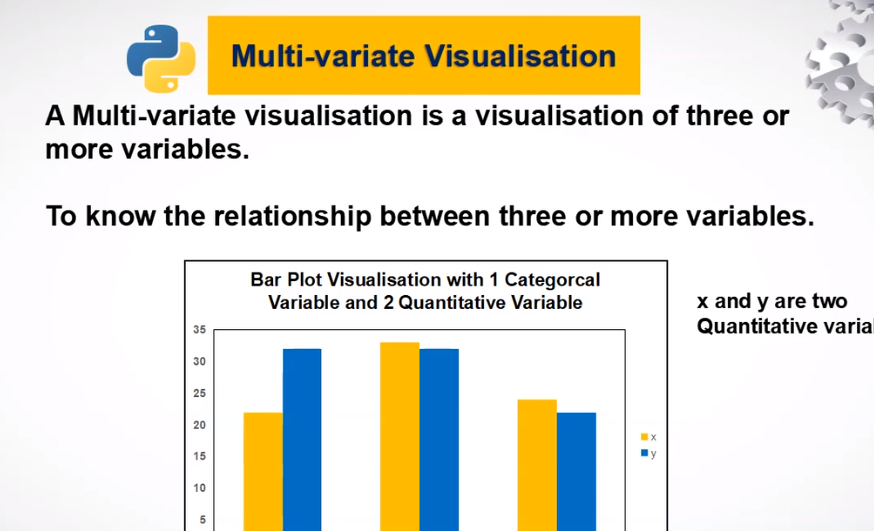 Multi-variate Visualisation
A Multi-variate visualisation is a visualisation of three or
more variables.
To know the relationship between three or more variables.
Bar Plot Visualisation with 1 Categorcal
Variable and 2 Quantitative Variable
x and y are two
Quantitative
35
30
25
20
15
10
5
x
y